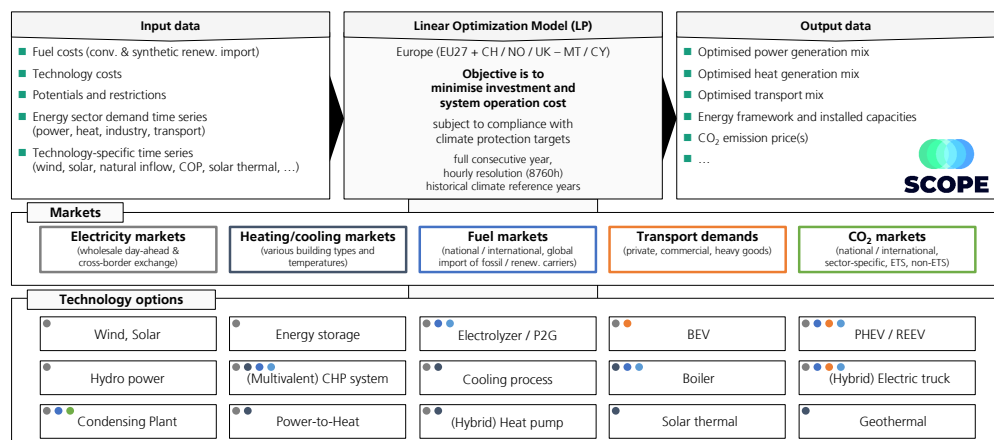 Input data
Fuel costs (conv. & synthetic renew. import)
Technology costs
Potentials and restrictions
Energy sector demand time series
(power, heat, industry, transport)
Technology-specific time series
(wind, solar, natural inflow, COP, solar thermal, …)
Linear Optimization Model (LP)
Europe (EU27 + CH / NO / UK – MT / CY)
Objective is to
minimise investment and
system operation cost
subject to compliance with
climate protection targets
full consecutive year,
hourly resolution (8760h)
historical climate reference years
Output data
Optimised power generation mix
Optimised heat generation mix
Optimised transport mix
Energy framework and installed capacities
CO₂ emission price(s)
…
SCOPE
Markets
Electricity markets
(wholesale day-ahead &
cross-border exchange)
Heating/cooling markets
(various building types and
temperatures)
Fuel markets
(national / international, global
import of fossil / renew. carriers)
Transport demands
(private, commercial, heavy goods)
CO₂ markets
(national / international,
sector-specific, ETS, non-ETS)
Technology options
Wind, Solar
Energy storage
Electrolyzer / P2G
BEV
PHEV / REEV
Hydro power
(Multivalent) CHP system
Cooling process
Boiler
(Hybrid) Electric truck
Condensing Plant
Power-to-Heat
(Hybrid) Heat pump
Solar thermal
Geothermal